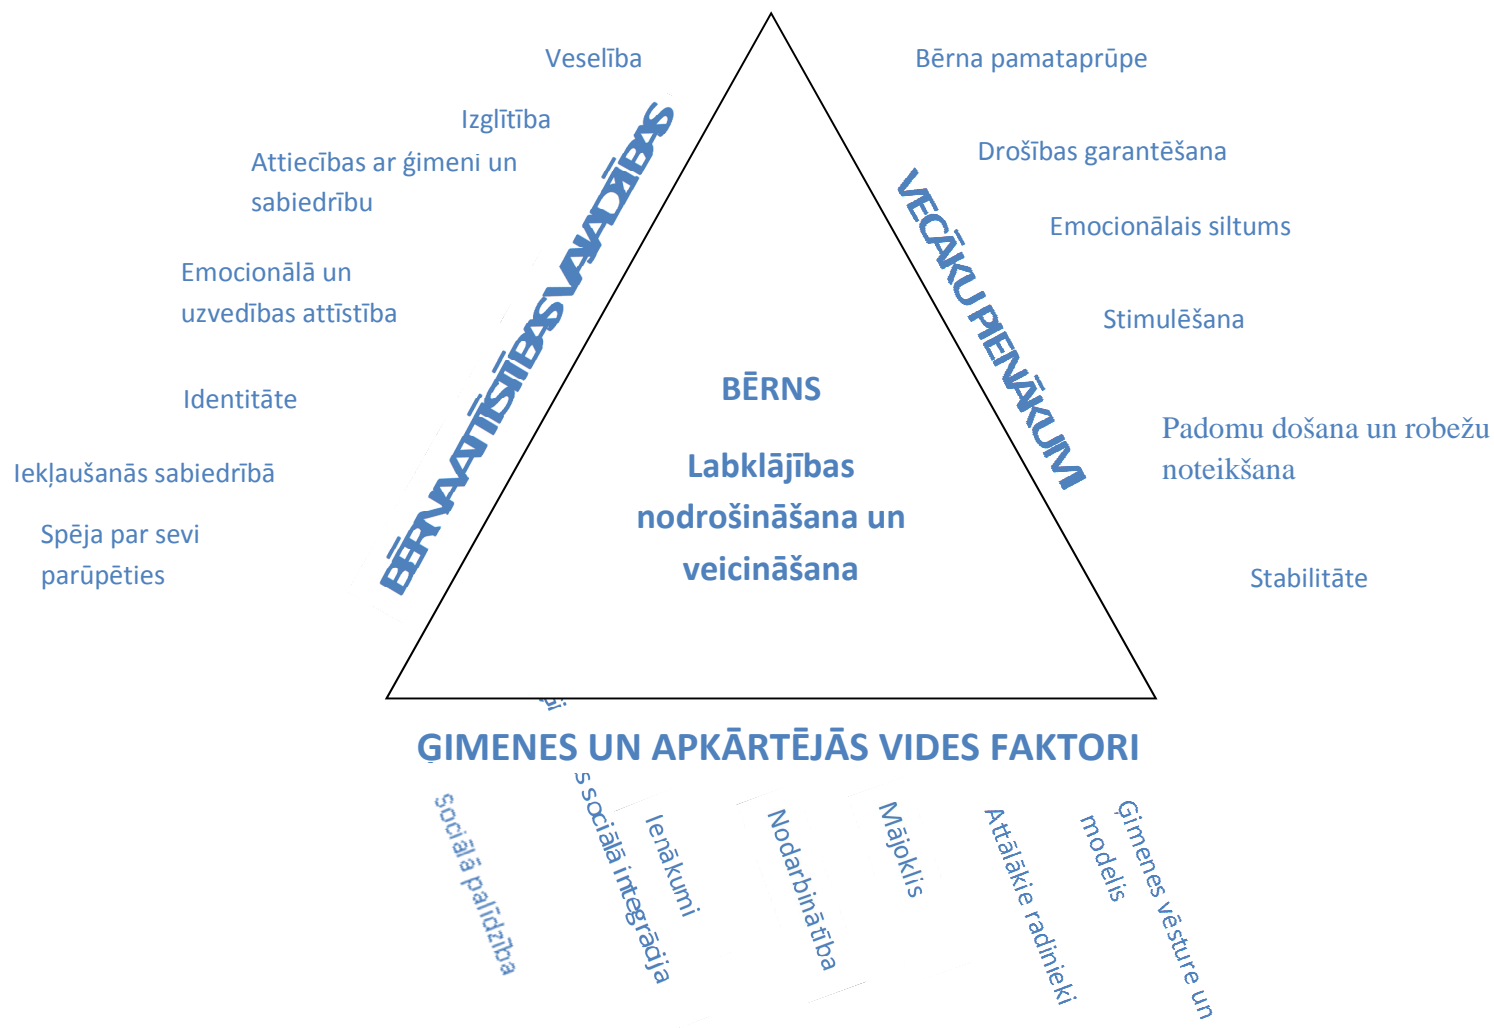 Veselība
Izglītība
Attiecības ar ģimeni un
sabiedrību
Emocionālā un
uzvedības attīstība
Identitāte
Iekļaušanās sabiedrībā
Spēja par sevi
parūpēties
BĒRNA ATTĪSTĪBAS VAJADZĪBAS
Bērna pamataprūpe
Drošības garantēšana
Emocionālais siltums
Stimulēšana
Padomu došana un robežu
noteikšana
Stabilitāte
VECĀKU PIENĀKUMI
BĒRNS
Labklājības
nodrošināšana un
veicināšana
ĢIMENES UN APKĀRTĒJĀS VIDES FAKTORI
Sociālā palīdzība
s sociālā integrācija
Ienākumi
Nodarbinātība
Mājoklis
Attālākie radinieki
Ģimenes vēsture un
modelis